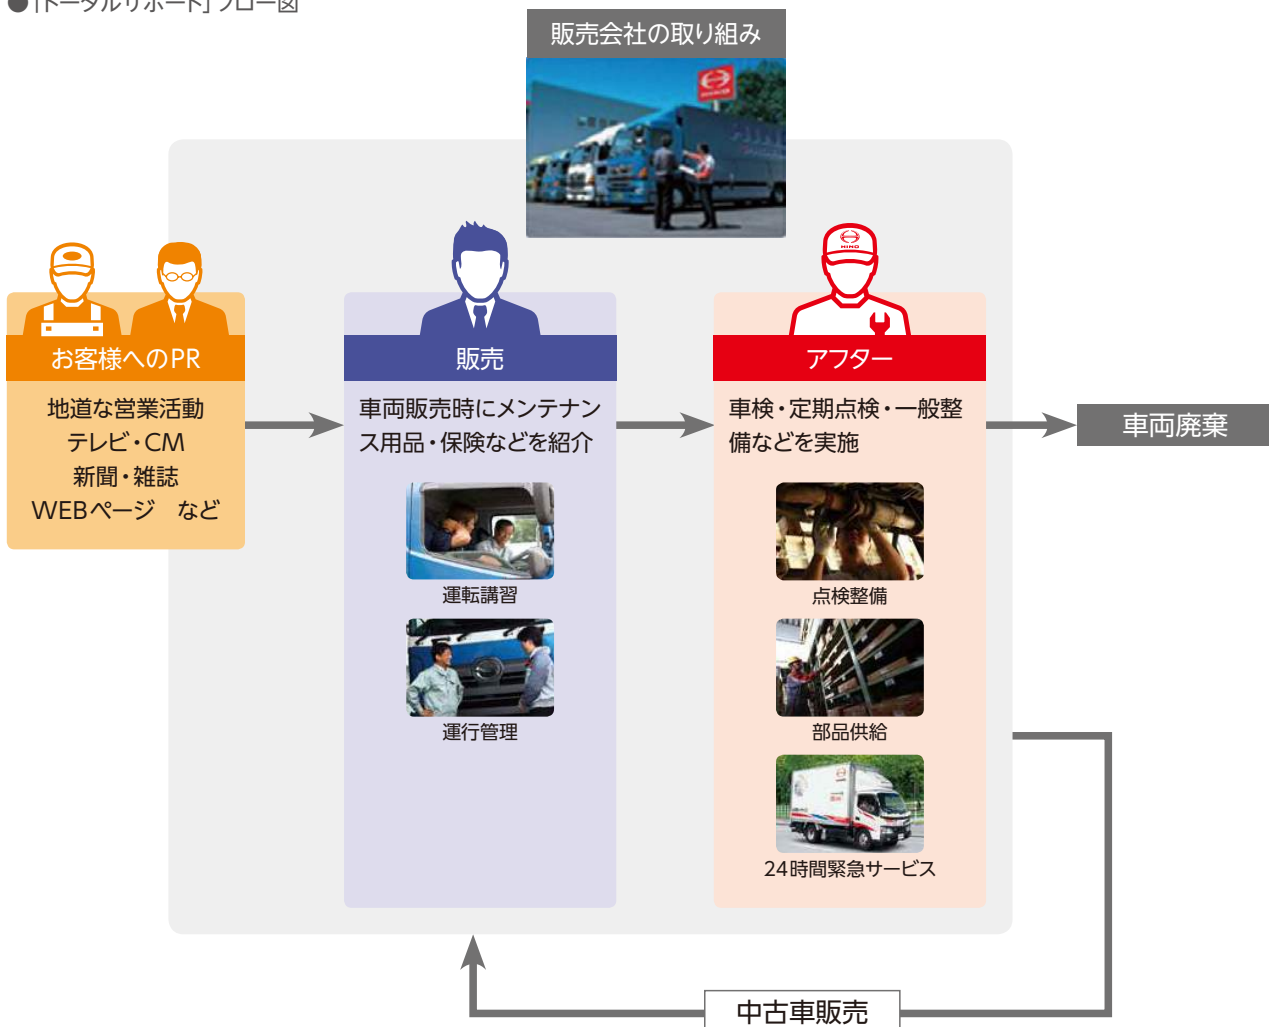 ●「トータルサポート」フロー図
販売会社の取り組み
HINO
お客様へのPR
地道な営業活動
テレビ・CM
新聞・雑誌
WEBページ など
販売
車両販売時にメンテナン
ス用品・保険などを紹介
運転講習
運行管理
HINO
アフター
車検・定期点検・一般整
備などを実施
点検整備
部品供給
24時間緊急サービス
車両廃棄
中古車販売